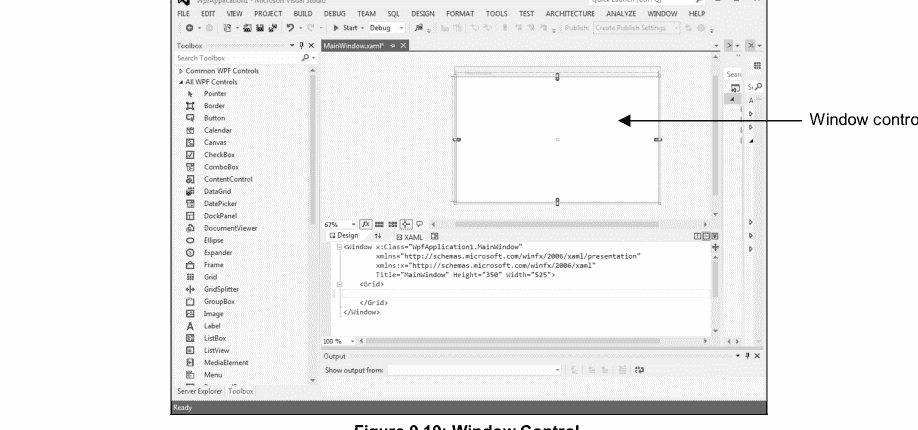 WpfApplication1 - Microsoft Visual Studio
Quick Launch (Ctrl+Q)
FILE EDIT VIEW PROJECT BUILD DEBUG TEAM SQL DESIGN FORMAT TOOLS TEST ARCHITECTURE ANALYZE WINDOW HELP
Start Debug Publish: Create Publish Settings
Toolbox
MainWindow.xaml*
Search Toolbox
Common WPF Controls
All WPF Controls
Pointer
Border
Button
Calendar
Canvas
CheckBox
ComboBox
ContentControl
DataGrid
DatePicker
DockPanel
DocumentViewer
Ellipse
Expander
Frame
Grid
GridSplitter
GroupBox
Image
Label
ListBox
ListView
MediaElement
Menu
Server Explorer Toolbox
Window contro
67%
Design XAML
<Window x:Class="WpfApplication1.MainWindow"
xmlns="http://schemas.microsoft.com/winfx/2006/xaml/presentation"
xmlns:x="http://schemas.microsoft.com/winfx/2006/xaml"
Title="MainWindow" Height="350" Width="525">
<Grid>
</Grid>
</Window>
100 %
Output
Show output from:
Sear
Ready
Figure 9.10: Window Control